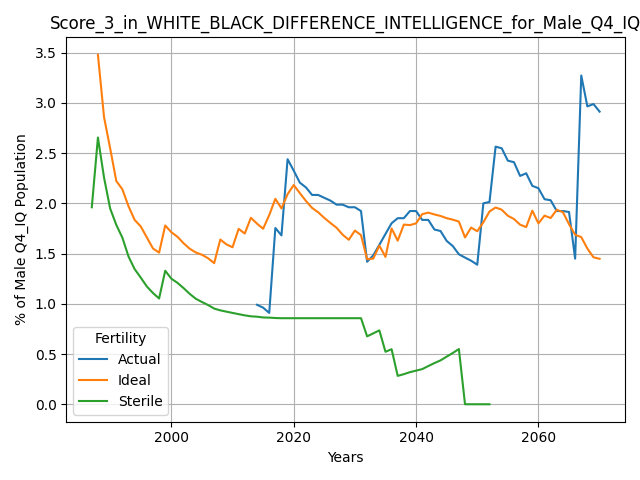 Score_3_in_WHITE_BLACK_DIFFERENCE_INTELLIGENCE_for_Male_Q4_IQ
3.5
3.0
2.5
2.0
1.5
1.0
0.5
0.0
% of Male Q4_IQ Population
Fertility
Actual
Ideal
Sterile
2000
2020
2040
2060
Years